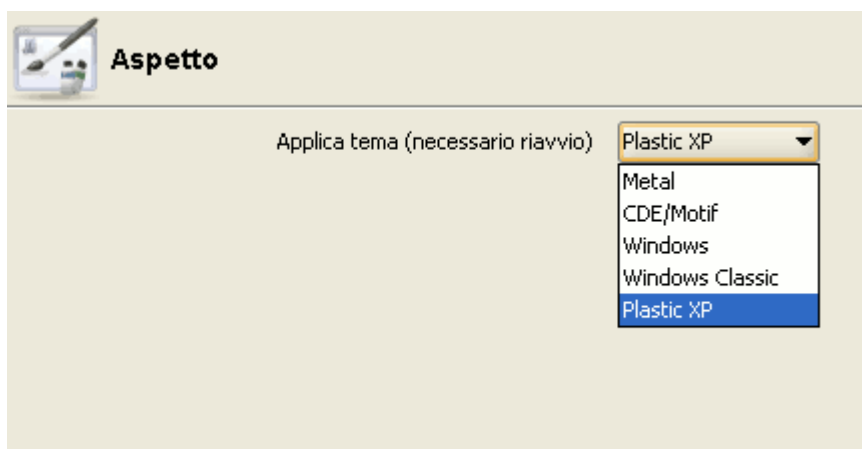 Aspetto
Applica tema (necessario riavvio) Plastic XP
Metal
CDE/Motif
Windows
Windows Classic
Plastic XP